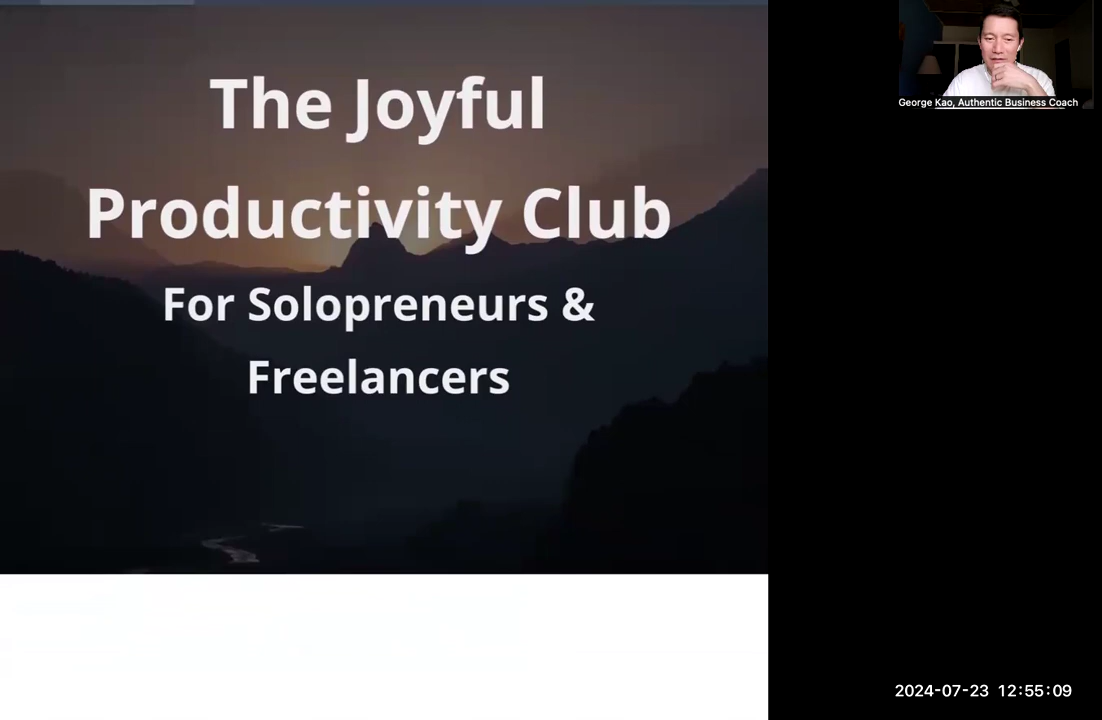 The Joyful
Productivity Club
For Solopreneurs &
Freelancers
George Kao, Authentic Business Coach
2024-07-23 12:55:09